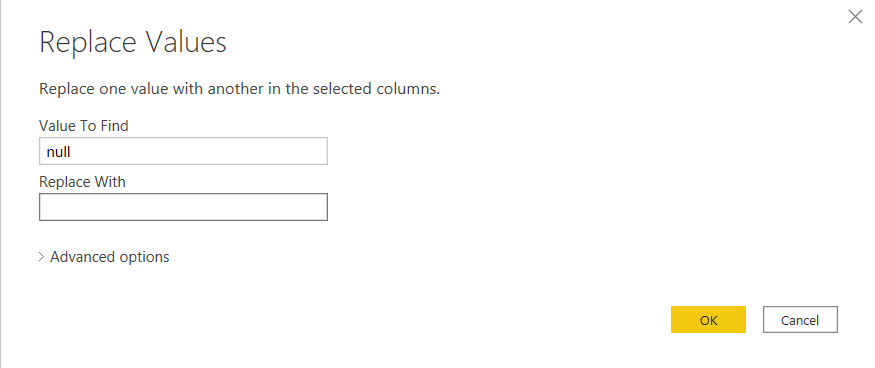 Replace Values
Replace one value with another in the selected columns.
Value To Find
null
Replace With
Advanced options
OK
Cancel